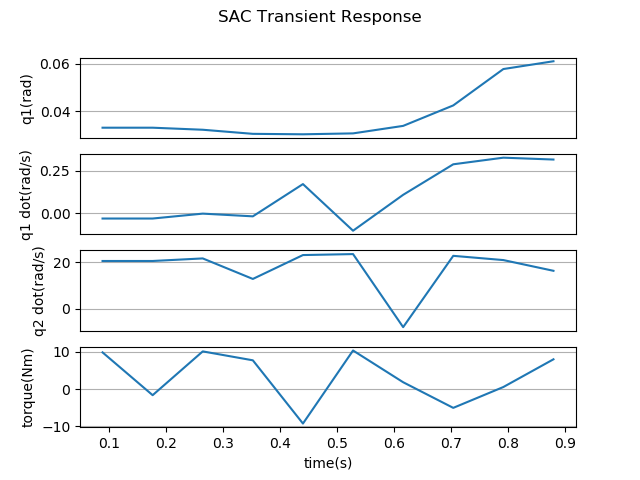 SAC Transient Response
q1(rad)
0.06
0.04
q1 dot(rad/s)
0.25
0.00
q2 dot(rad/s)
20
0
torque(Nm)
10
0
−10
0.1 0.2 0.3 0.4 0.5 0.6 0.7 0.8 0.9
time(s)